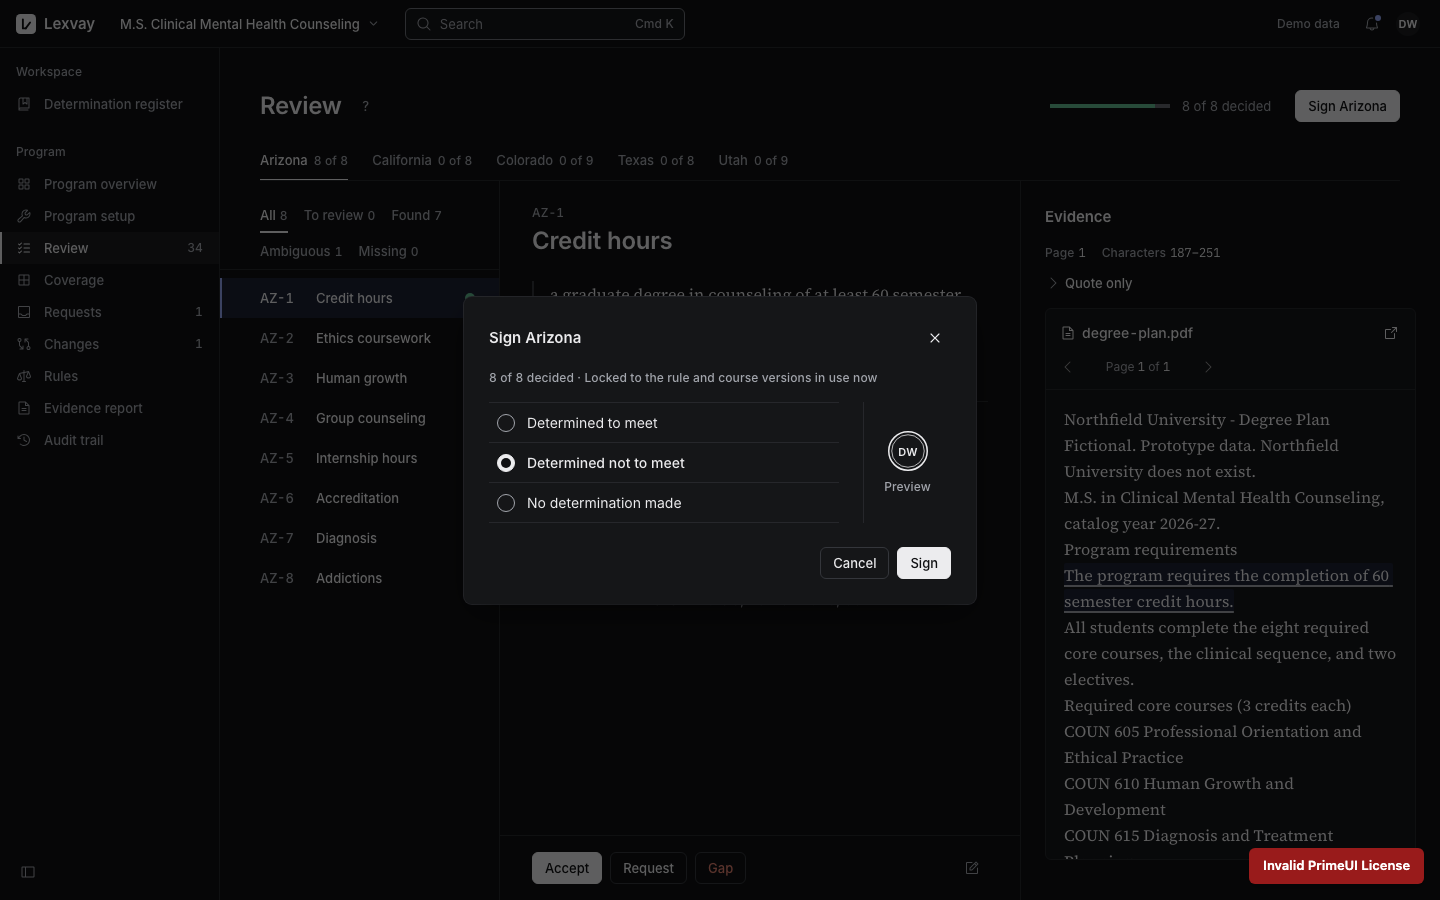 Lexvay
M.S. Clinical Mental Health Counseling
Search
Cmd K
Demo data
DW
Workspace
Determination register
Program
Program overview
Program setup
Review 34
Coverage
Requests 1
Changes 1
Rules
Evidence report
Audit trail
Review ?
8 of 8 decided
Sign Arizona
Arizona 8 of 8
California 0 of 8
Colorado 0 of 9
Texas 0 of 8
Utah 0 of 9
All 8
To review 0
Found 7
Ambiguous 1
Missing 0
AZ-1 Credit hours
AZ-2 Ethics coursework
AZ-3 Human growth
AZ-4 Group counseling
AZ-5 Internship hours
AZ-6 Accreditation
AZ-7 Diagnosis
AZ-8 Addictions
AZ-1
Credit hours
a graduate degree in counseling of at least 60 semester
Sign Arizona
8 of 8 decided · Locked to the rule and course versions in use now
Determined to meet
Determined not to meet
No determination made
DW
Preview
Cancel
Sign
Accept
Request
Gap
Evidence
Page 1 Characters 187–251
Quote only
degree-plan.pdf
Page 1 of 1
Northfield University - Degree Plan
Fictional. Prototype data. Northfield
University does not exist.
M.S. in Clinical Mental Health Counseling,
catalog year 2026-27.
Program requirements
The program requires the completion of 60
semester credit hours.
All students complete the eight required
core courses, the clinical sequence, and two
electives.
Required core courses (3 credits each)
COUN 605 Professional Orientation and
Ethical Practice
COUN 610 Human Growth and
Development
COUN 615 Diagnosis and Treatment
Invalid PrimeUI License